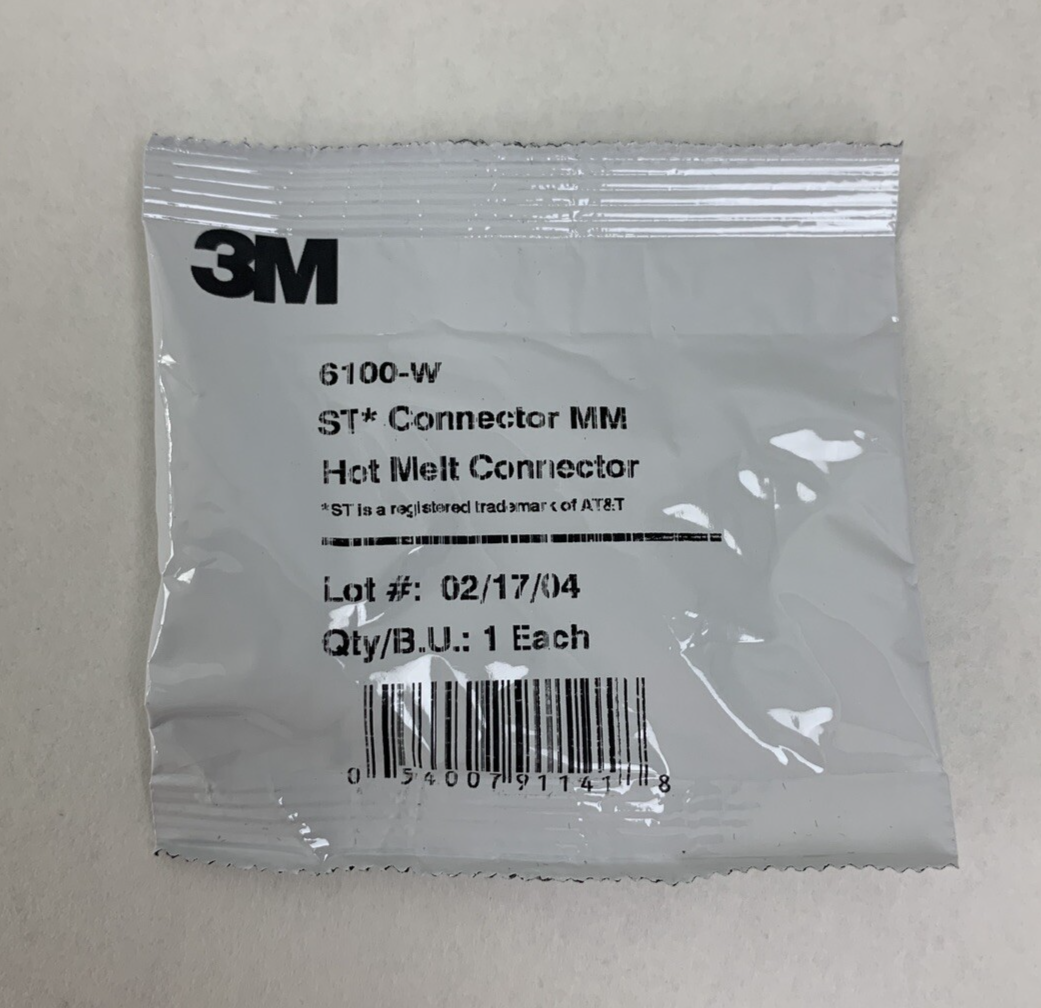 3M
6100-W
ST* Connector MM
Hot Melt Connector
*ST is a registered trademark of AT&T
Lot #: 02/17/04
Qty/B.U.: 1 Each
0 54007 91141 8